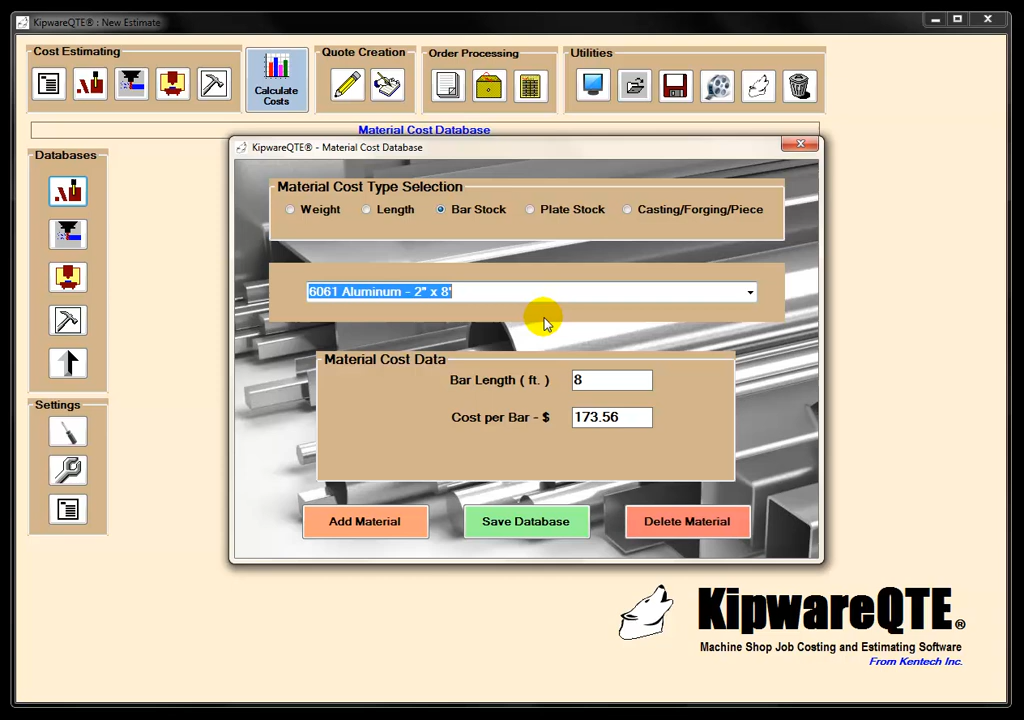 KipwareQTE® : New Estimate
Cost Estimating
Calculate
Costs
Quote Creation
Order Processing
Utilities
Material Cost Database
Databases
Settings
KipwareQTE® - Material Cost Database
Material Cost Type Selection
Weight
Length
Bar Stock
Plate Stock
Casting/Forging/Piece
6061 Aluminum - 2" x 8'
Material Cost Data
Bar Length ( ft. )
8
Cost per Bar - $
173.56
Add Material
Save Database
Delete Material
KipwareQTE®
Machine Shop Job Costing and Estimating Software
From Kentech Inc.